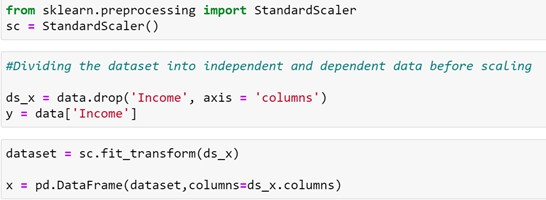 from sklearn.preprocessing import StandardScaler
sc = StandardScaler()
#Dividing the dataset into independent and dependent data before scaling
ds_x = data.drop('Income', axis = 'columns')
y = data['Income']
dataset = sc.fit_transform(ds_x)
x = pd.DataFrame(dataset,columns=ds_x.columns)